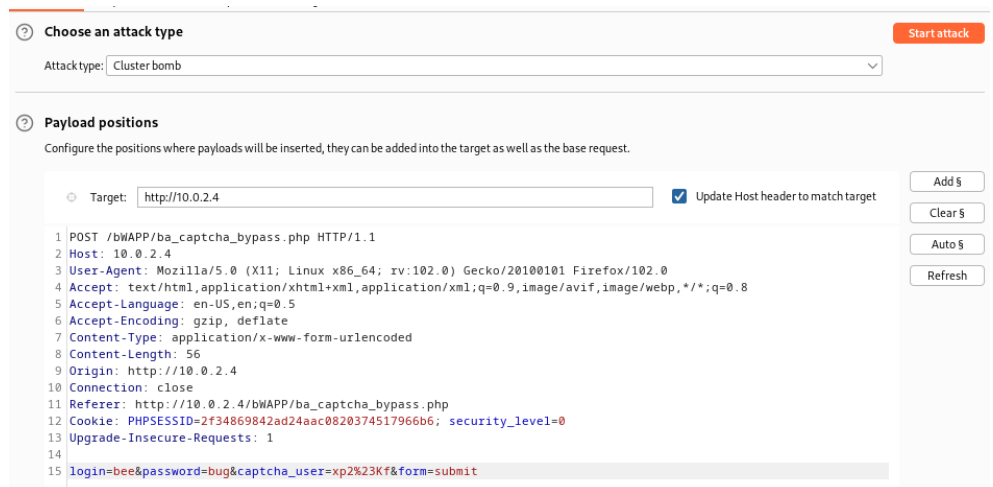 Choose an attack type
Start attack
Attack type: Cluster bomb
Payload positions
Configure the positions where payloads will be inserted, they can be added into the target as well as the base request.
Target: http://10.0.2.4
Update Host header to match target
Add §
Clear §
Auto §
Refresh
1 POST /bWAPP/ba_captcha_bypass.php HTTP/1.1
2 Host: 10.0.2.4
3 User-Agent: Mozilla/5.0 (X11; Linux x86_64; rv:102.0) Gecko/20100101 Firefox/102.0
4 Accept: text/html,application/xhtml+xml,application/xml;q=0.9,image/avif,image/webp,*/*;q=0.8
5 Accept-Language: en-US,en;q=0.5
6 Accept-Encoding: gzip, deflate
7 Content-Type: application/x-www-form-urlencoded
8 Content-Length: 56
9 Origin: http://10.0.2.4
10 Connection: close
11 Referer: http://10.0.2.4/bWAPP/ba_captcha_bypass.php
12 Cookie: PHPSESSID=2f34869842ad24aac0820374517966b6; security_level=0
13 Upgrade-Insecure-Requests: 1
14
15 login=bee&password=bug&captcha_user=xp2%23Kf&form=submit